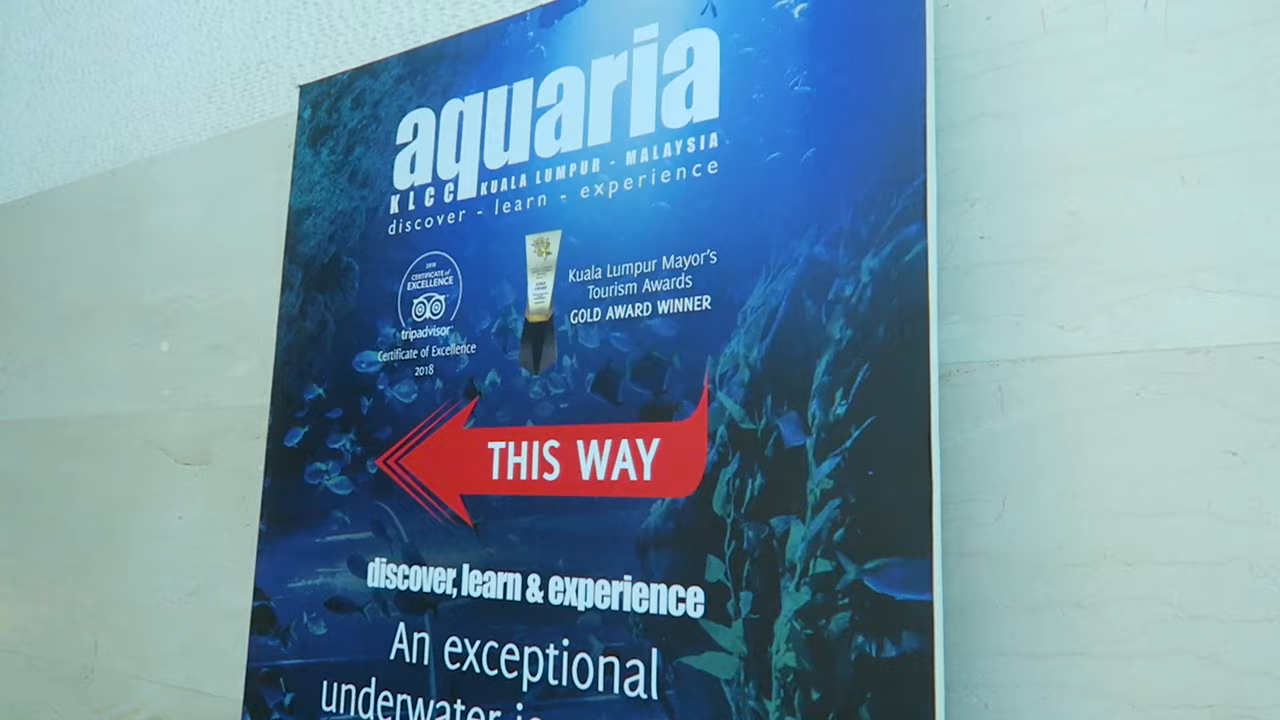 aquaria
KLCC KUALA LUMPUR - MALAYSIA
discover - learn - experience
2018
CERTIFICATE of
EXCELLENCE
tripadvisor
Certificate of Excellence
2018
Kuala Lumpur Mayor's
Tourism Awards
GOLD AWARD WINNER
THIS WAY
discover, learn & experience
An exceptional
underwater